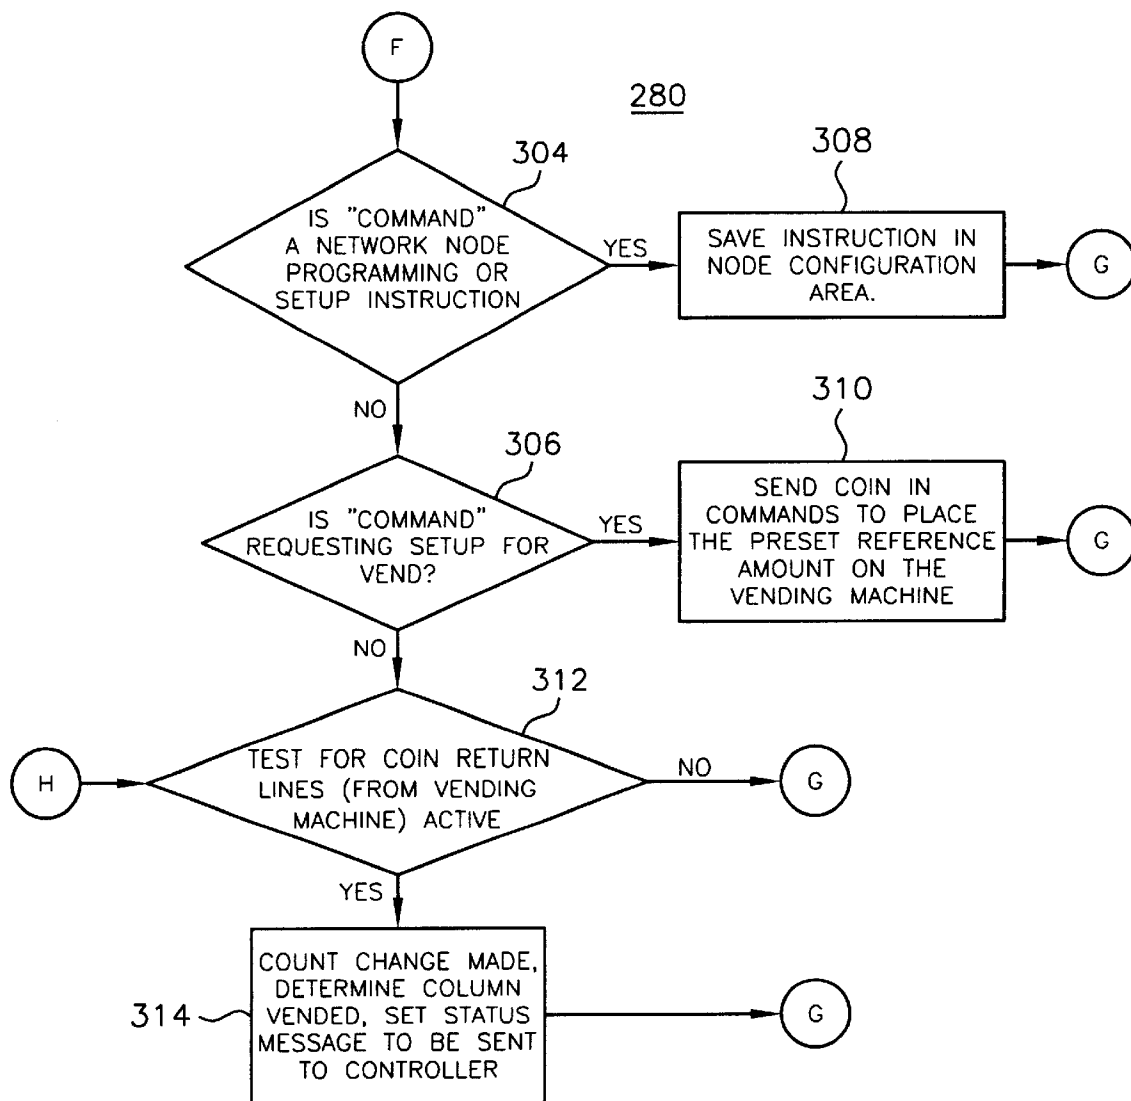 F
280
304
308
IS "COMMAND"
A NETWORK NODE
PROGRAMMING OR
SETUP INSTRUCTION
YES
SAVE INSTRUCTION IN
NODE CONFIGURATION
AREA.
G
NO
310
306
IS "COMMAND"
REQUESTING SETUP FOR
VEND?
YES
SEND COIN IN
COMMANDS TO PLACE
THE PRESET REFERENCE
AMOUNT ON THE
VENDING MACHINE
G
NO
312
H
TEST FOR COIN RETURN
LINES (FROM VENDING
MACHINE) ACTIVE
NO
G
YES
314
COUNT CHANGE MADE,
DETERMINE COLUMN
VENDED, SET STATUS
MESSAGE TO BE SENT
TO CONTROLLER
G